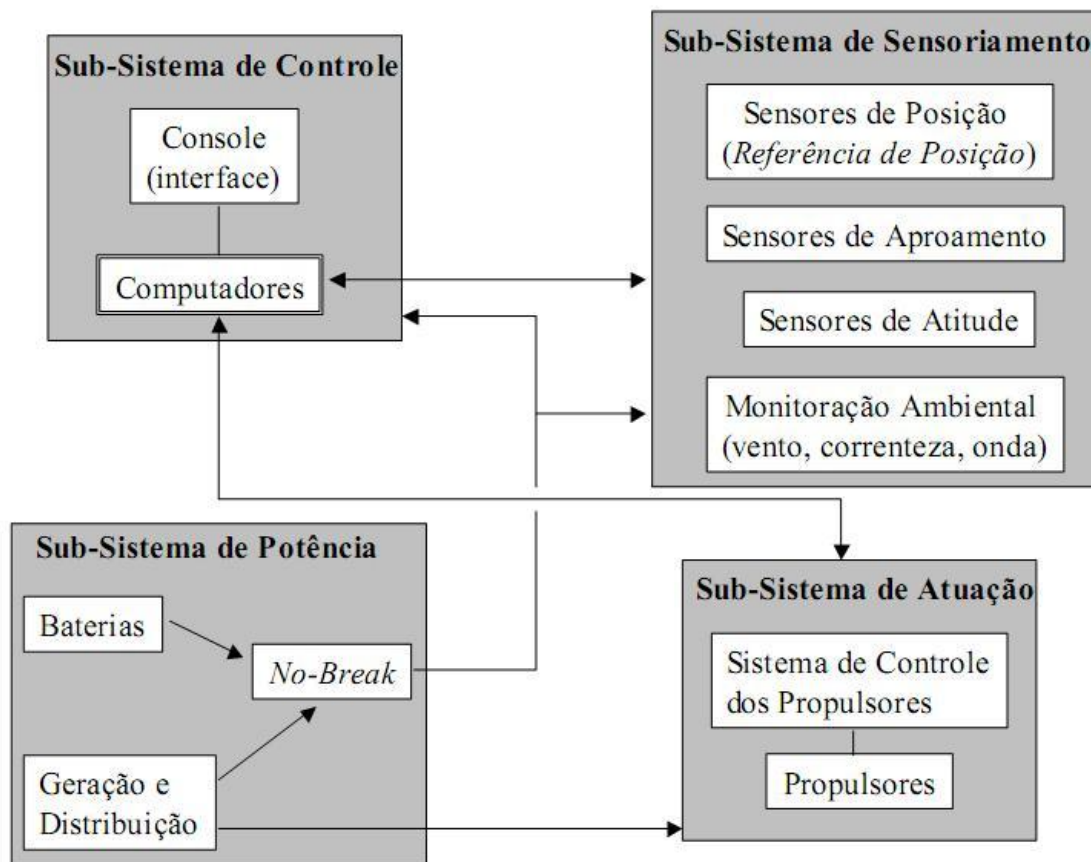 Sub-Sistema de Controle
Console
(interface)
Computadores
Sub-Sistema de Sensoriamento
Sensores de Posição
(Referência de Posição)
Sensores de Aproamento
Sensores de Atitude
Monitoração Ambiental
(vento, correnteza, onda)
Sub-Sistema de Potência
Baterias
No-Break
Geração e
Distribuição
Sub-Sistema de Atuação
Sistema de Controle
dos Propulsores
Propulsores